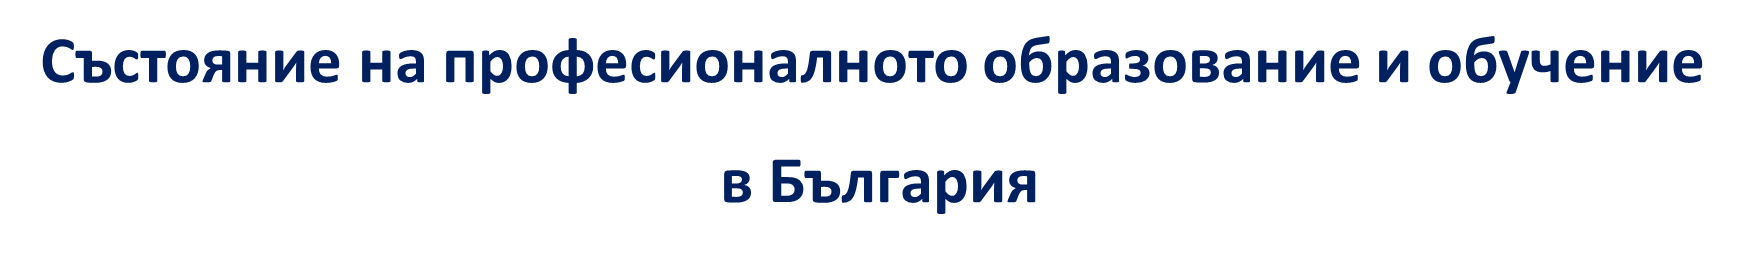 Състояние на професионалното образование и обучение
в България